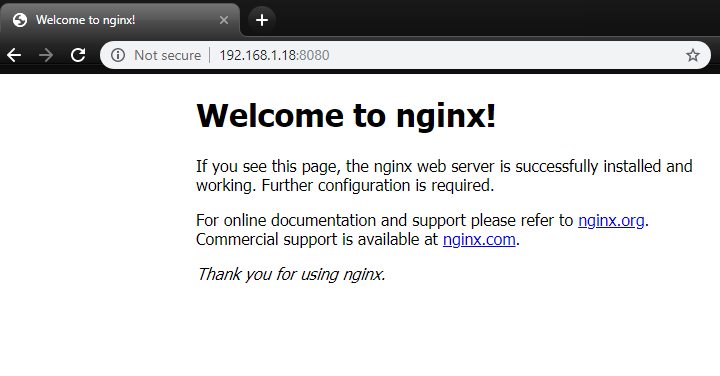 Welcome to nginx!
Not secure 192.168.1.18:8080
Welcome to nginx!
If you see this page, the nginx web server is successfully installed and
working. Further configuration is required.
For online documentation and support please refer to nginx.org.
Commercial support is available at nginx.com.
Thank you for using nginx.